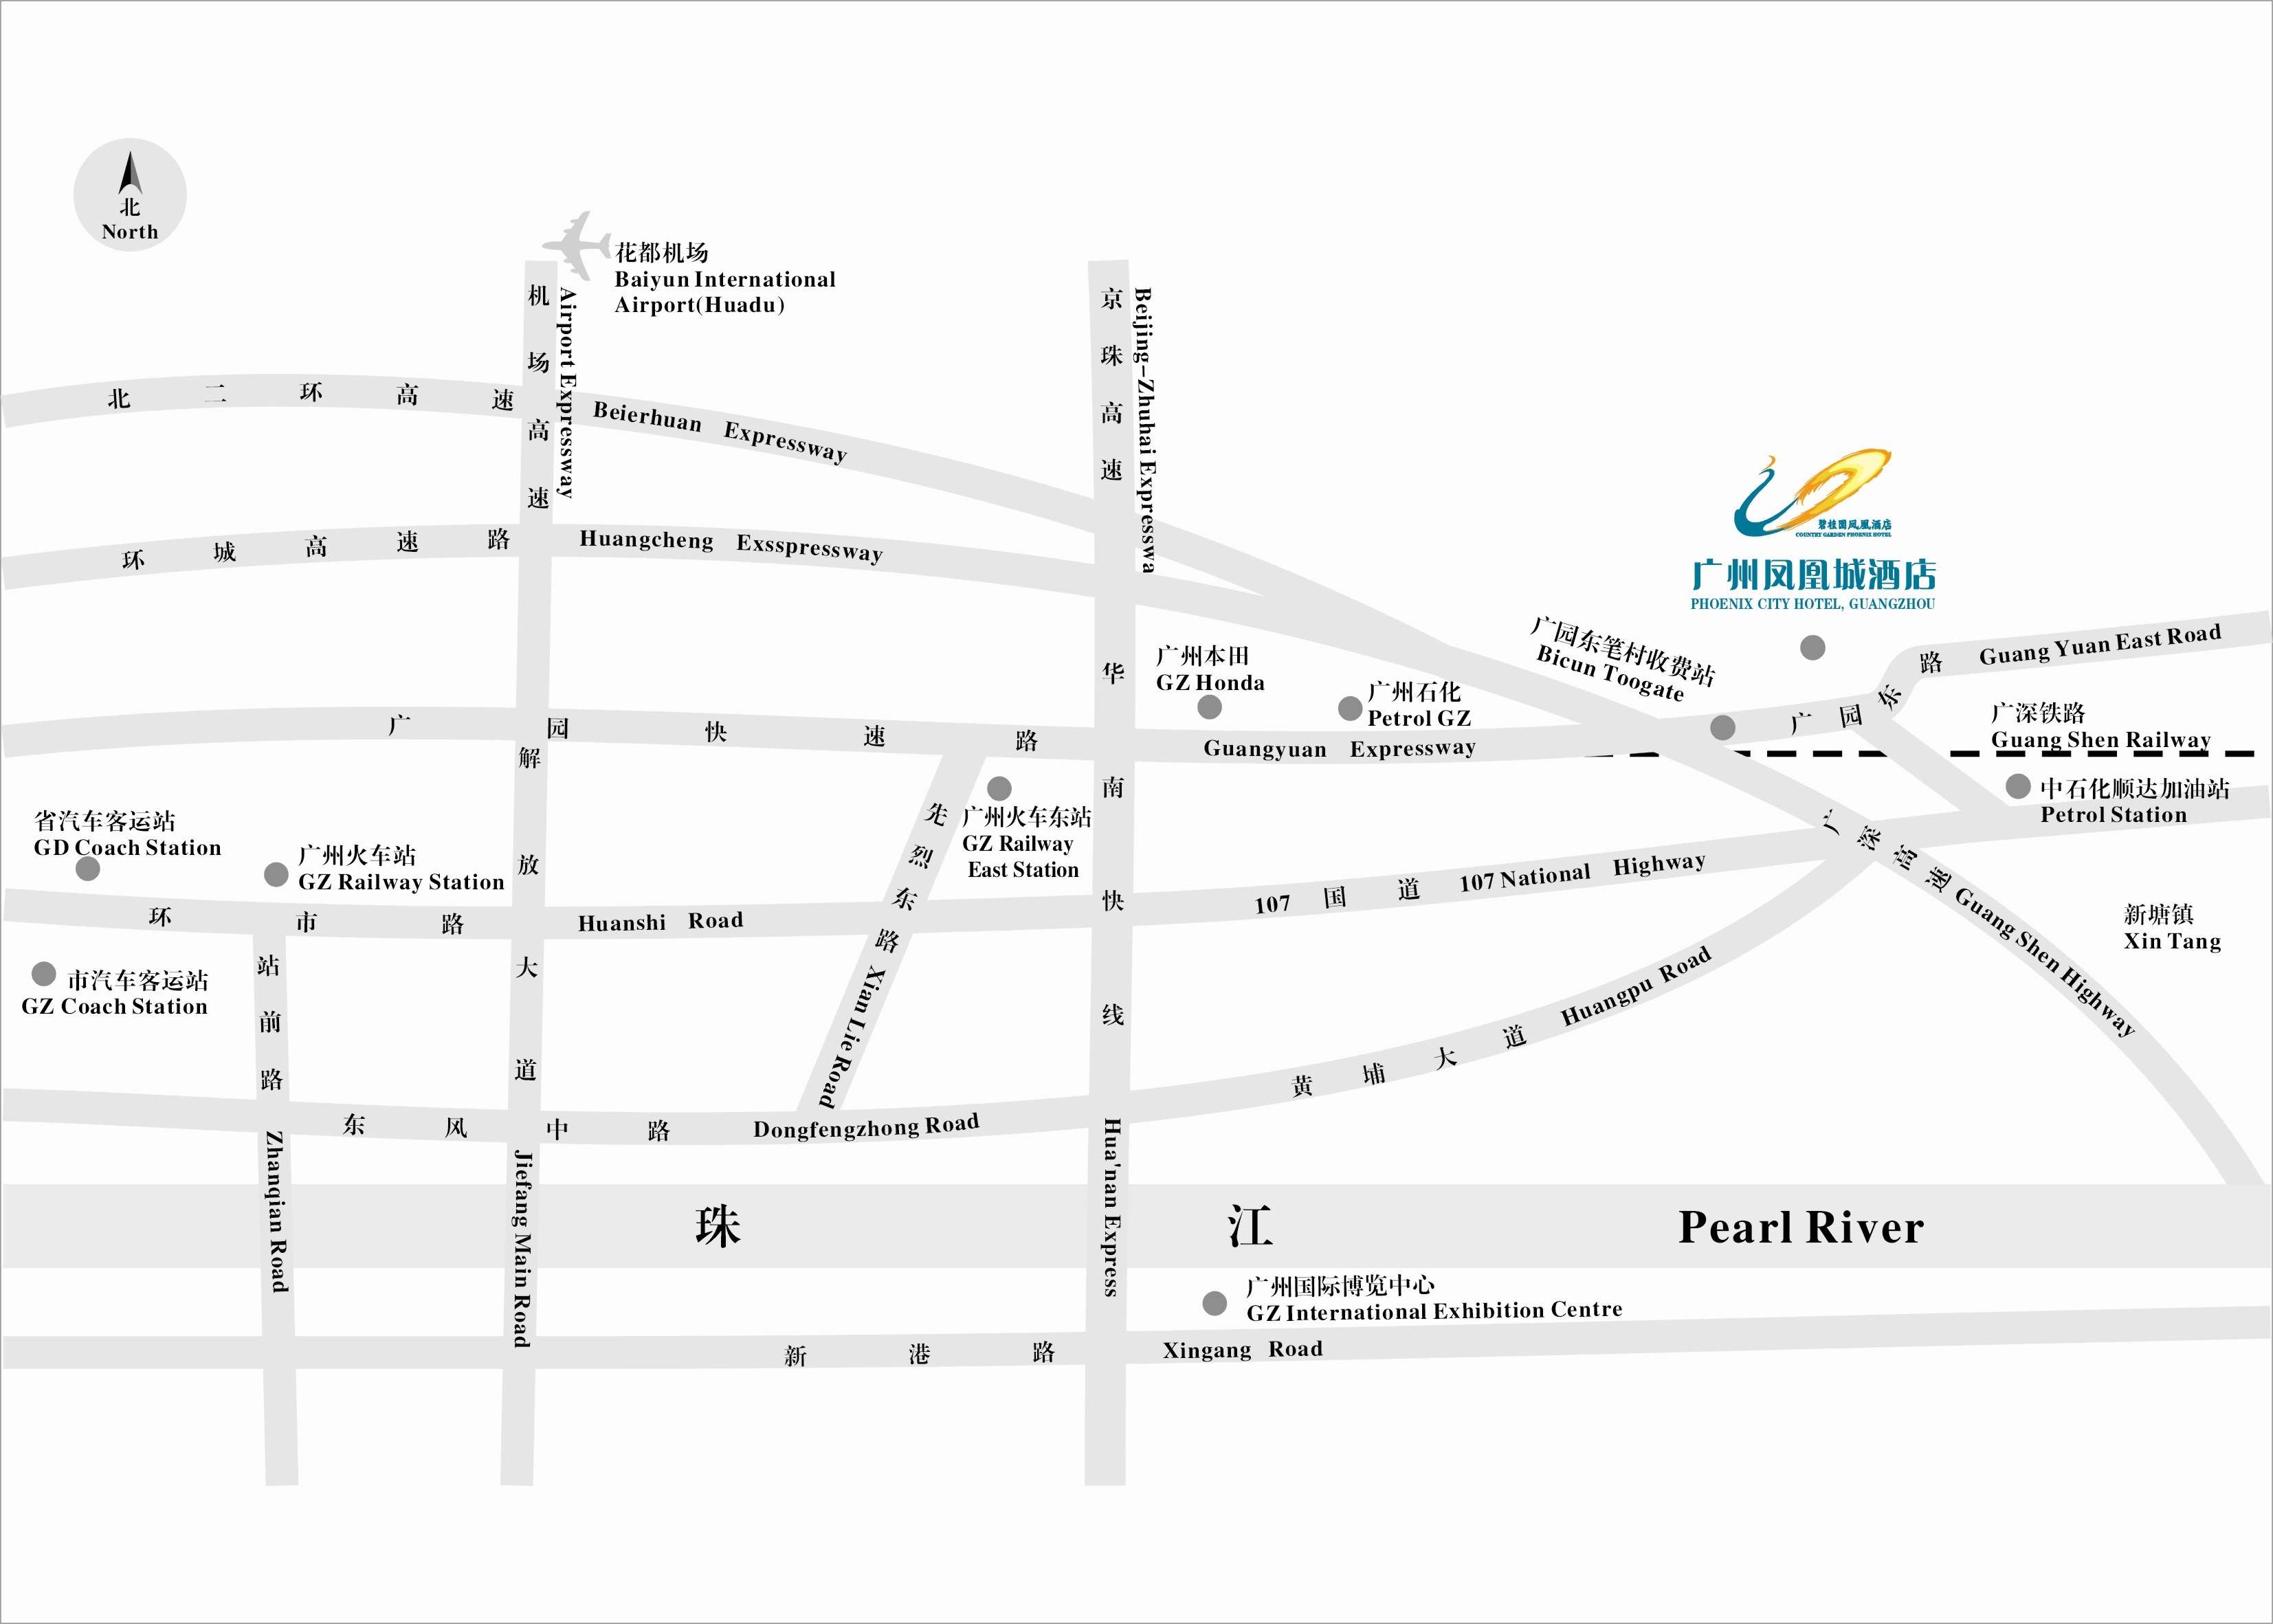 北
North
花都机场
Baiyun International
Airport(Huadu)
机场高速
Airport Expressway
京珠高速
Beijing-Zhuhai Expresswa
北二环高速
Beierhuan Expressway
环城高速路
Huangcheng Exsspressway
碧桂园凤凰酒店
COUNTRY GARDEN PHOENIX HOTEL
广州凤凰城酒店
PHOENIX CITY HOTEL, GUANGZHOU
广园东笔村收费站
Bicun Toogate
广园东路
Guang Yuan East Road
广州本田
GZ Honda
广州石化
Petrol GZ
广园快速路
Guangyuan Expressway
广深铁路
Guang Shen Railway
中石化顺达加油站
Petrol Station
省汽车客运站
GD Coach Station
广州火车站
GZ Railway Station
广州火车东站
GZ Railway
East Station
解放大道
Jiefang Main Road
先烈东路
Xian Lie Road
华南快线
Hua'nan Express
环市路
Huanshi Road
107国道
107 National Highway
广深高速
Guang Shen Highway
新塘镇
Xin Tang
市汽车客运站
GZ Coach Station
站前路
Zhanqian Road
黄埔大道
Huangpu Road
东风中路
Dongfengzhong Road
珠江
Pearl River
广州国际博览中心
GZ International Exhibition Centre
新港路
Xingang Road